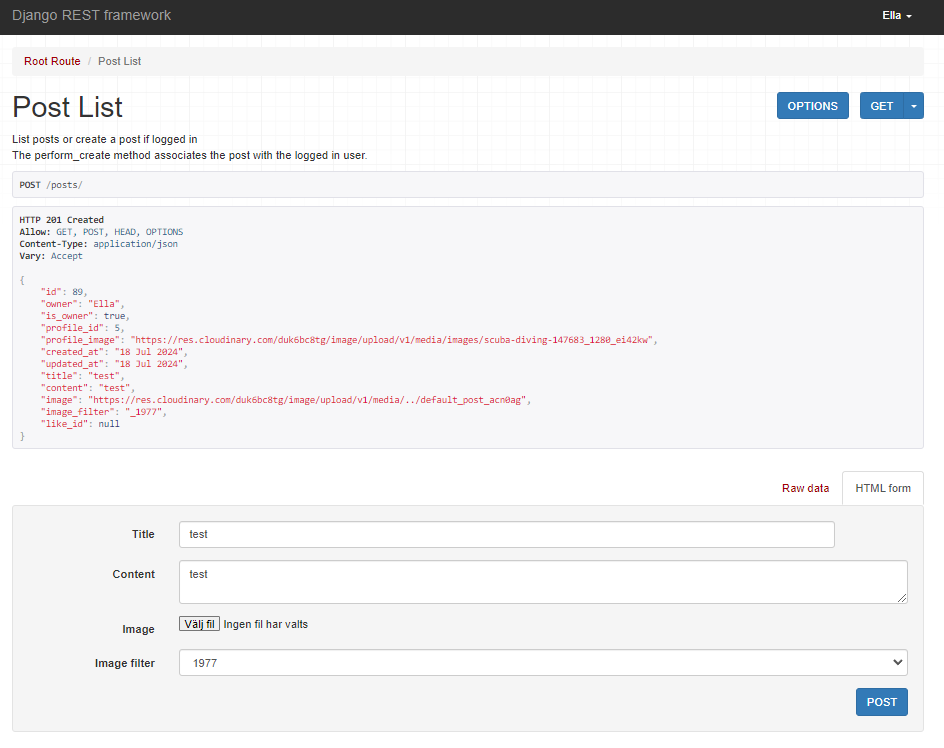 Django REST framework
Ella
Root Route / Post List
Post List
OPTIONS
GET
List posts or create a post if logged in
The perform_create method associates the post with the logged in user.
POST /posts/
HTTP 201 Created
Allow: GET, POST, HEAD, OPTIONS
Content-Type: application/json
Vary: Accept
{
    "id": 89,
    "owner": "Ella",
    "is_owner": true,
    "profile_id": 5,
    "profile_image": "https://res.cloudinary.com/duk6bc8tg/image/upload/v1/media/images/scuba-diving-147683_1280_ei42kw",
    "created_at": "18 Jul 2024",
    "updated_at": "18 Jul 2024",
    "title": "test",
    "content": "test",
    "image": "https://res.cloudinary.com/duk6bc8tg/image/upload/v1/media/../default_post_acn0ag",
    "image_filter": "_1977",
    "like_id": null
}
Raw data
HTML form
Title
test
Content
test
Image
Välj fil Ingen fil har valts
Image filter
1977
POST